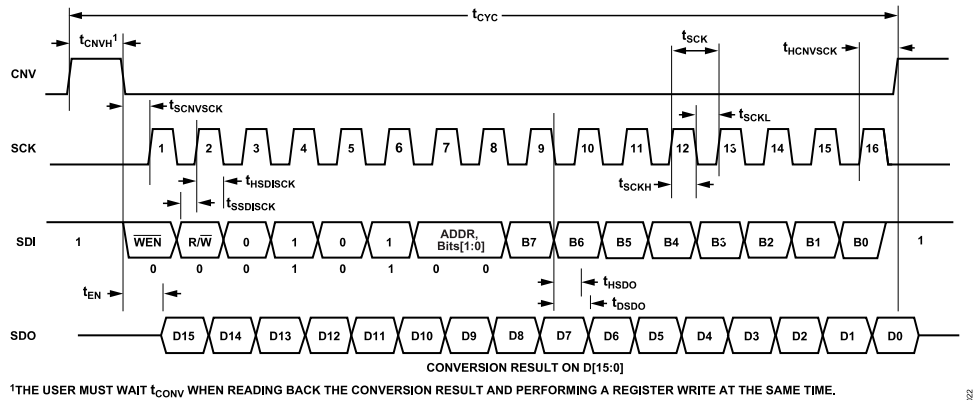 tCYC
tCNVH1 tSCK tHCNVSCK
CNV
tSCNVSCK tSCKL
SCK 1 2 3 4 5 6 7 8 9 10 11 12 13 14 15 16
tHSDISCK tSCKH
tSSDISCK
SDI 1 WEN R/W 0 1 0 1 ADDR, Bits[1:0] B7 B6 B5 B4 B3 B2 B1 B0 1
0 0 0 1 0 1 0 0
tEN tHSDO
tDSDO
SDO D15 D14 D13 D12 D11 D10 D9 D8 D7 D6 D5 D4 D3 D2 D1 D0
CONVERSION RESULT ON D[15:0]
1THE USER MUST WAIT tCONV WHEN READING BACK THE CONVERSION RESULT AND PERFORMING A REGISTER WRITE AT THE SAME TIME.
022